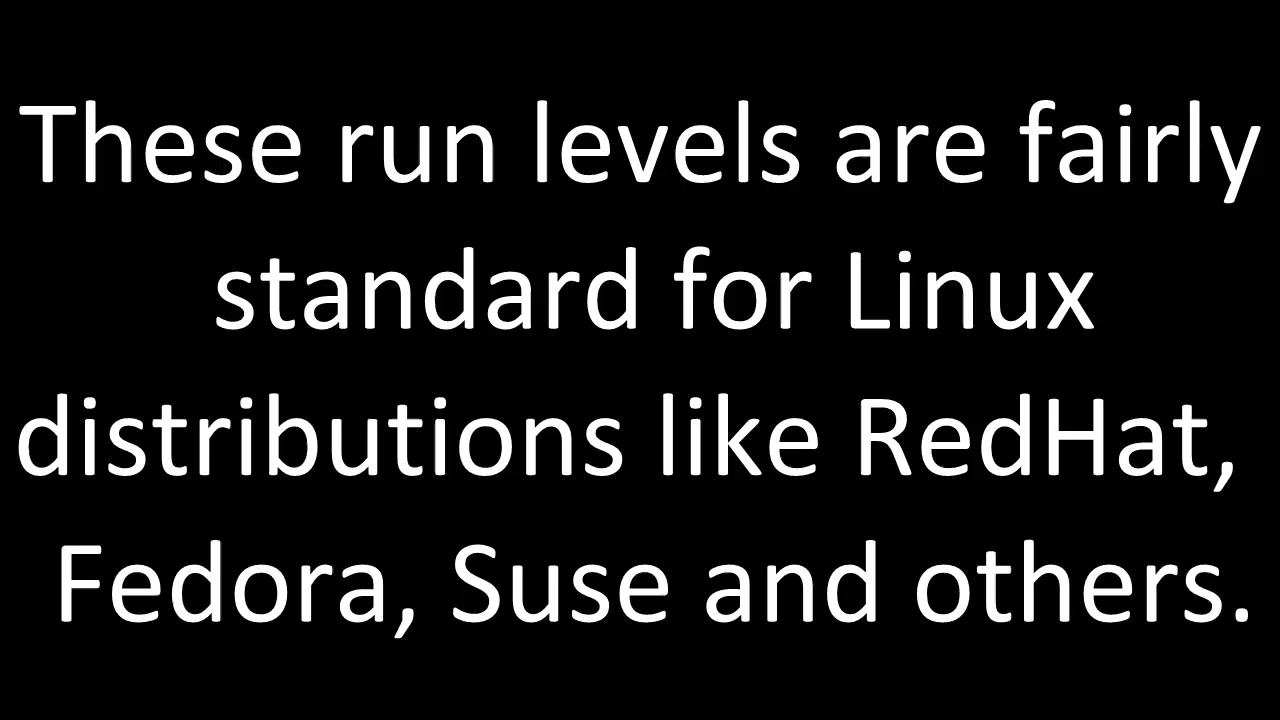 These run levels are fairly
standard for Linux
distributions like RedHat,
Fedora, Suse and others.